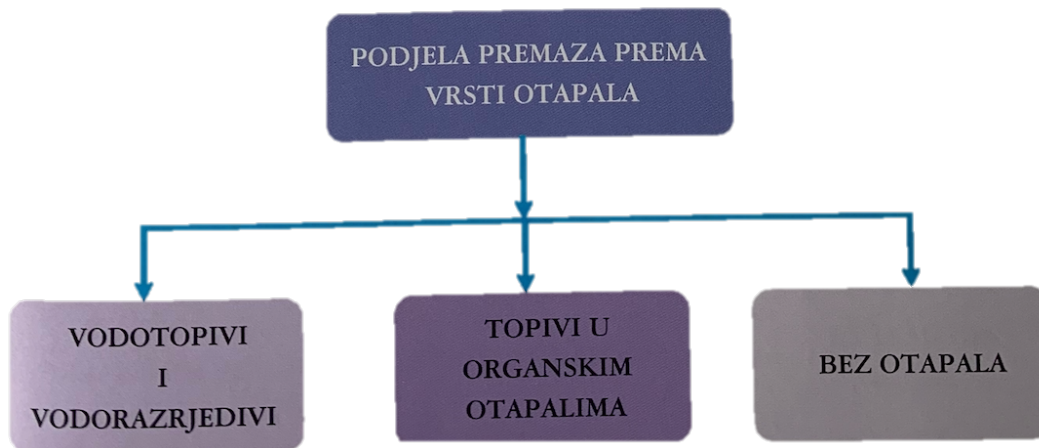 PODJELA PREMAZA PREMA
VRSTI OTAPALA
VODOTOPIVI
I
VODORAZRJEDIVI
TOPIVI U
ORGANSKIM
OTAPALIMA
BEZ OTAPALA